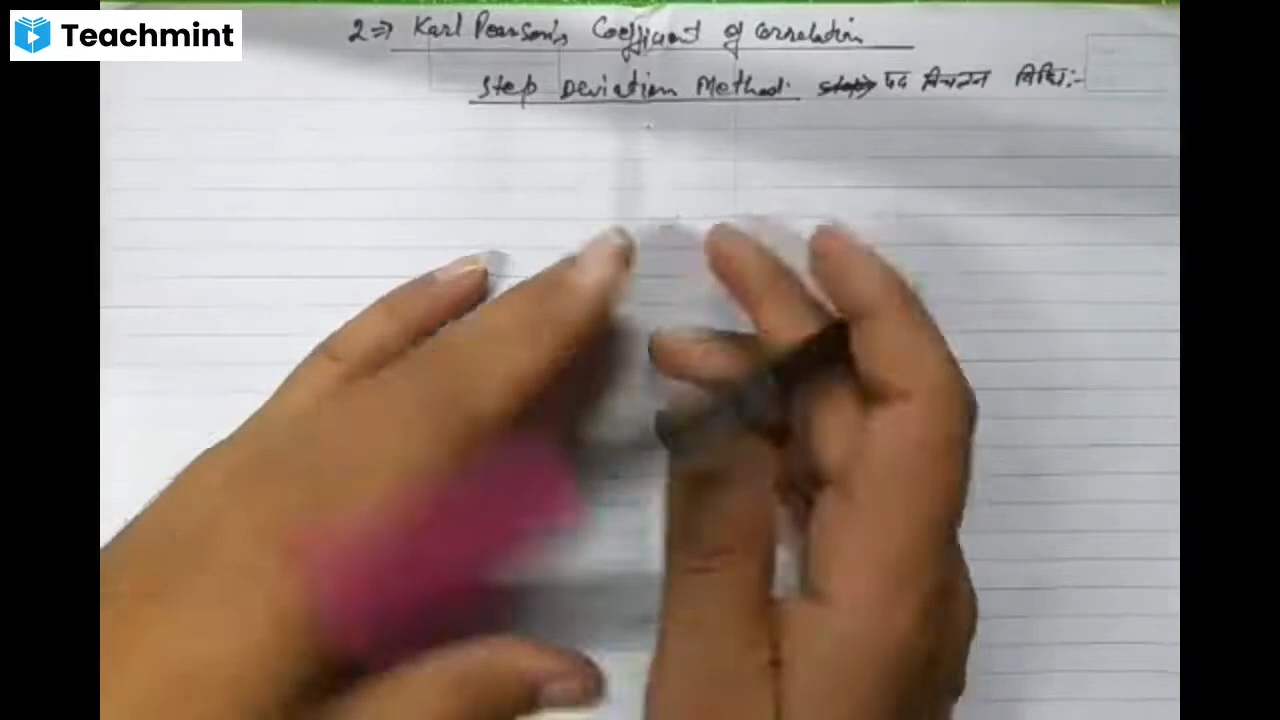 Teachmint
2⇒ Karl Pearson's Coefficient of Correlation
Step Deviation Method. पद विचलन विधि:-